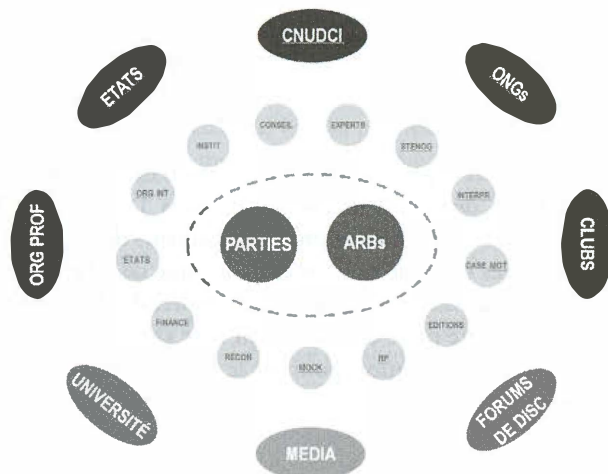 CNUDCI
ETATS
ONGs
CONSEIL
EXPERTS
INSTIT
STENOG
ORG INT
INTERPR
ORG PROF
PARTIES
ARBs
CLUBS
ETATS
CASE MGT
FINANCE
EDITIONS
RECON
MOCK
RP
UNIVERSITÉ
FORUMS
DE DISC
MEDIA